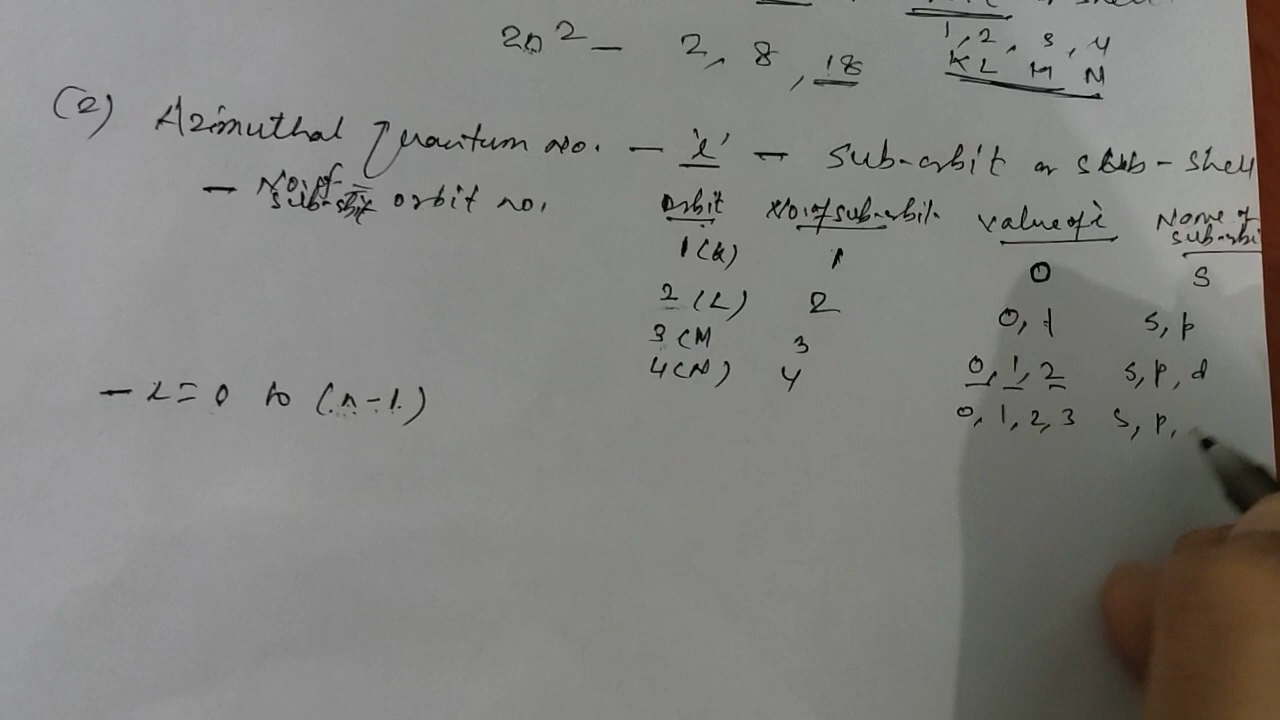 or shell
2n² – 2, 8, 18 1, 2, 3, 4
K L M N
(2) Azimuthal Quantum No. – 'l' – Sub-orbit or sub-shell
– No. of sub-orbit = orbit no.
orbit No. of sub-orbit. value of l Name of sub-orbi
1 (K) 1 0 S
2 (L) 2 0, 1 s, p
3 (M 3 0, 1, 2 s, p, d
4 (N) 4 0, 1, 2, 3 s, p,
– l = 0 to (n-1)